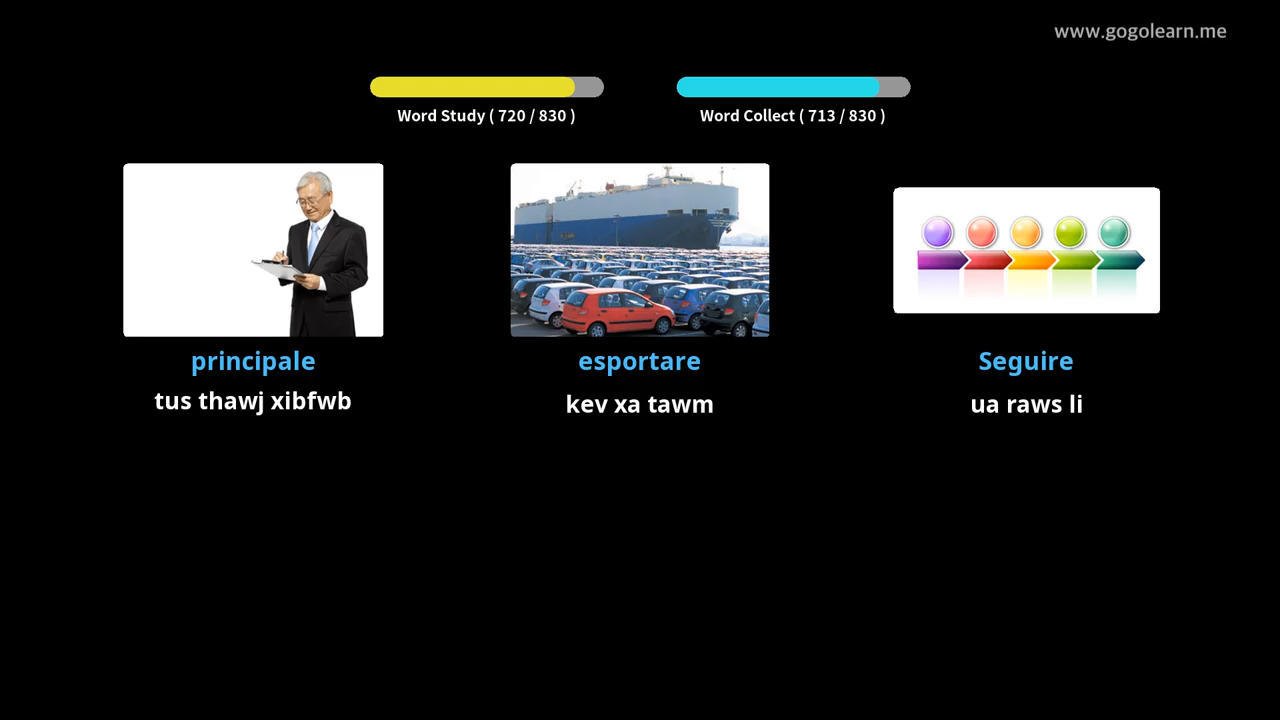 www.gogolearn.me
Word Study ( 720 / 830 )
Word Collect ( 713 / 830 )
principale
esportare
Seguire
tus thawj xibfwb
kev xa tawm
ua raws li